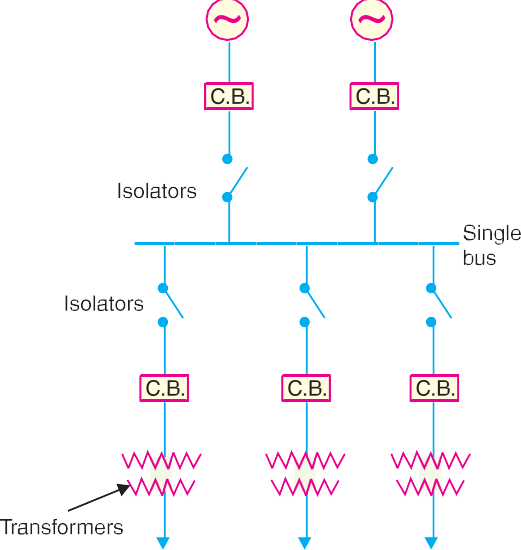 ~ ~
C.B. C.B.
Isolators
Single
bus
Isolators
C.B. C.B. C.B.
Transformers